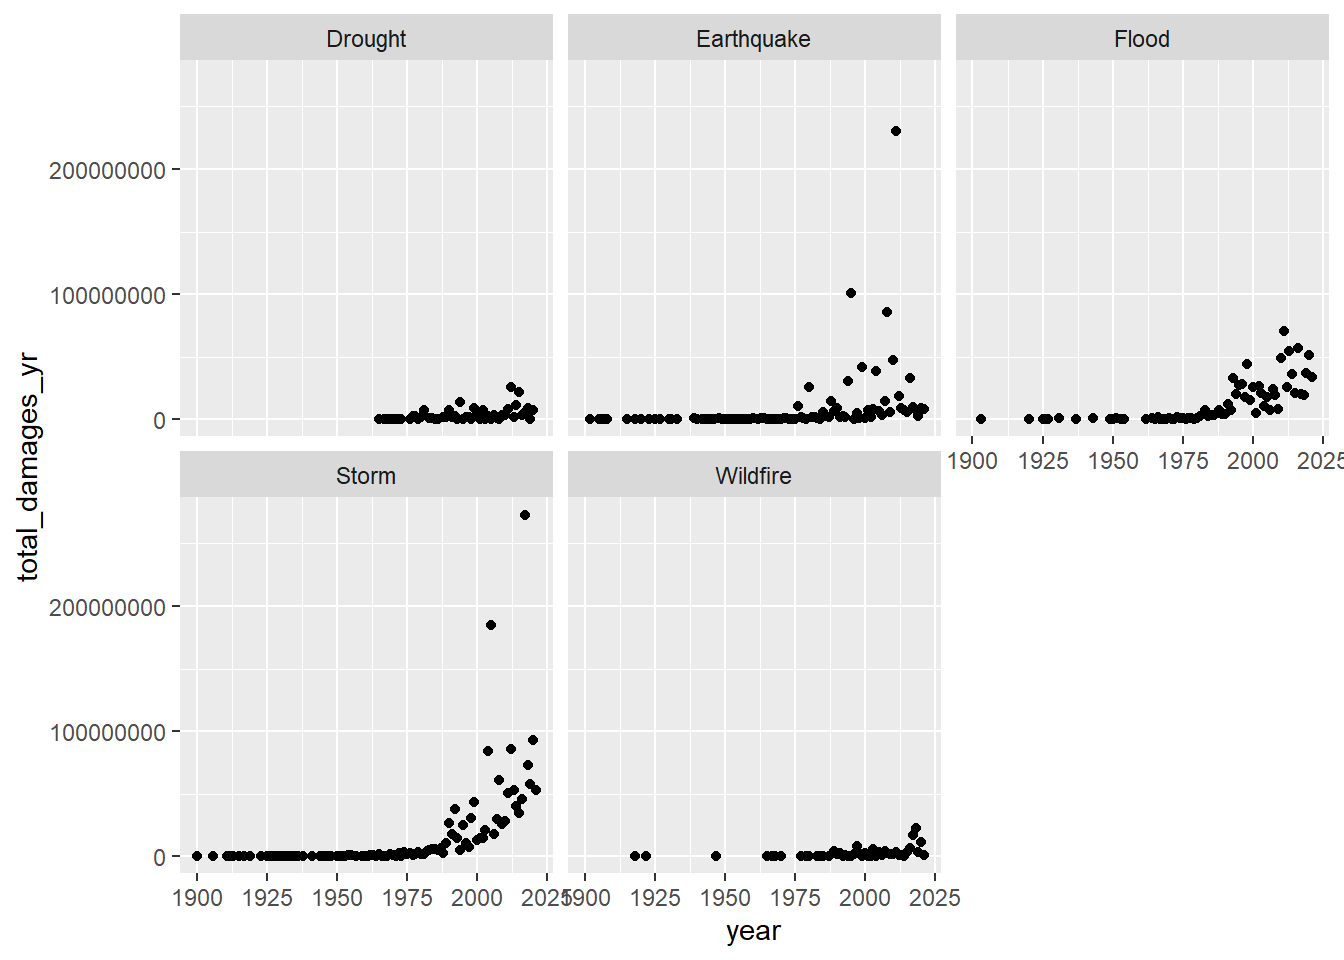 Drought Earthquake Flood
200000000
100000000
0
1900 1925 1950 1975 2000 2025
Storm Wildfire
200000000
100000000
0
1900 1925 1950 1975 2000 2025 1900 1925 1950 1975 2000 2025
year
total_damages_yr